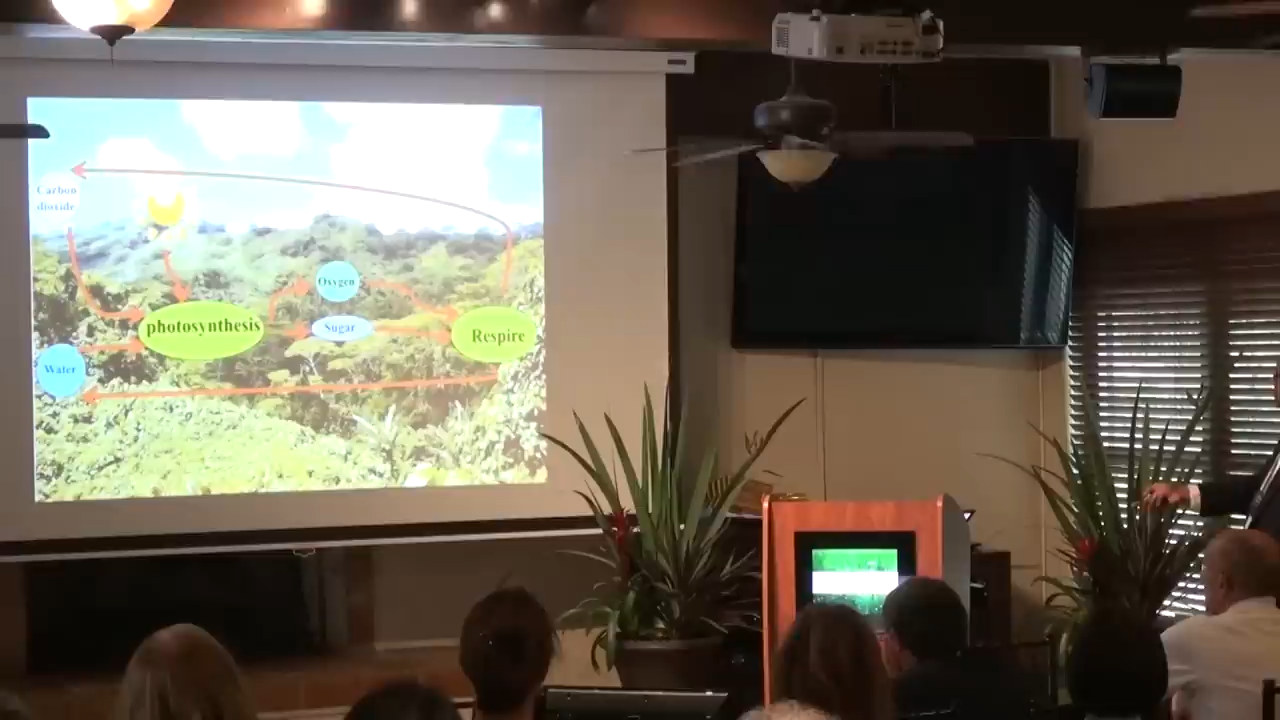 Carbon
dioxide
Oxygen
photosynthesis
Sugar
Respire
Water